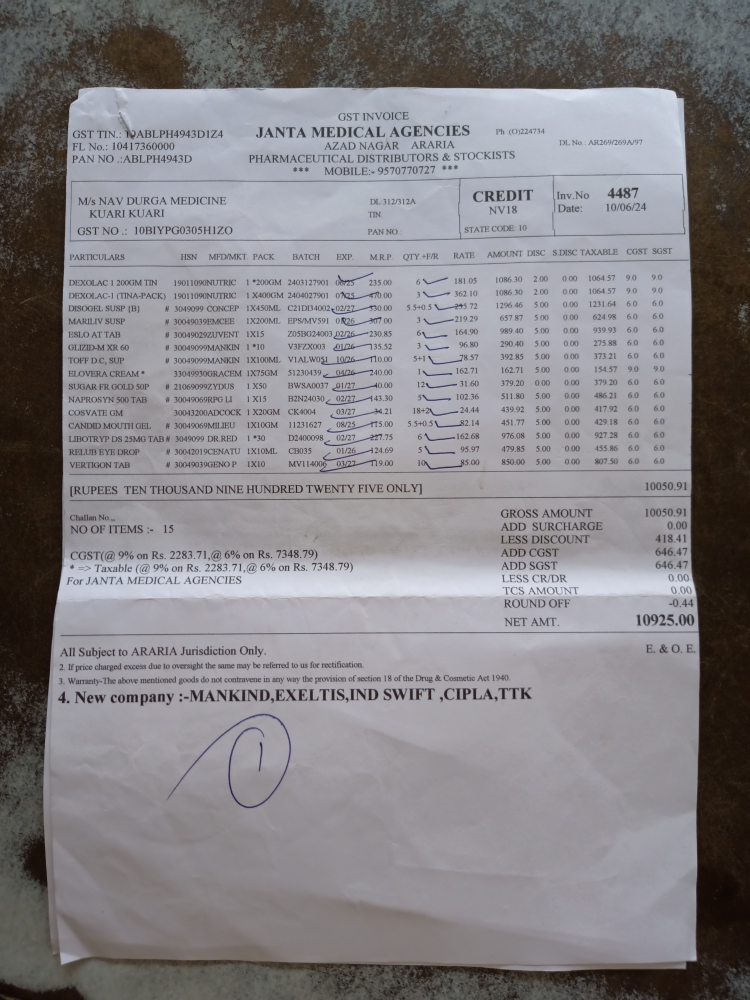 GST INVOICE
GST TIN.: 10ABLPH4943D1Z4 JANTA MEDICAL AGENCIES Ph :(O)224734
FL No.: 10417360000 AZAD NAGAR ARARIA DL No.: AR269/269A/97
PAN NO .:ABLPH4943D PHARMACEUTICAL DISTRIBUTORS & STOCKISTS
*** MOBILE:- 9570770727 ***
M/s NAV DURGA MEDICINE DL 312/312A CREDIT Inv.No 4487
KUARI KUARI TIN NV18 Date: 10/06/24
GST NO .: 10BIYPG0305H1ZO PAN NO : STATE CODE: 10
PARTICULARS HSN MFD/MKT PACK BATCH EXP. M.R.P. QTY +F/R RATE AMOUNT DISC S.DISC TAXABLE CGST SGST
DEXOLAC 1 200GM TIN 19011090NUTRIC 1 *200GM 2403127901 235.00 6 181.05 1086.30 2.00 0.00 1064.57 9.0 9.0
DEXOLAC-1 (TINA-PACK) 19011090NUTRIC 1 X400GM 2404027901 07/25 470.00 3 362.10 1086.30 2.00 0.00 1064.57 9.0 9.0
DISOGEL SUSP {B} # 3049099 CONCEP 1X450ML C21DI34002 02/27 330.00 5.5+0.5 235.72 1296.46 5.00 0.00 1231.64 6.0 6.0
MARILIV SUSP # 30049039EMCEE 1X200ML EPS/MV591 307.00 3 219.29 657.87 5.00 0.00 624.98 6.0 6.0
ESLO AT TAB # 30049029ZUVENT 1X15 Z05BG24003 02/26 230.85 6 164.90 989.40 5.00 0.00 939.93 6.0 6.0
GLIZID-M XR 60 # 30049099MANKIN 1 *10 V3FZX003 01/26 135.52 3 96.80 290.40 5.00 0.00 275.88 6.0 6.0
TOFF D.C, SUP # 30049099MANKIN 1X100ML V1ALW051 10/26 110.00 5+1 78.57 392.85 5.00 0.00 373.21 6.0 6.0
ELOVERA CREAM * 33049930GRACEM 1X75GM 51230439 04/26 240.00 1 162.71 162.71 5.00 0.00 154.57 9.0 9.0
SUGAR FR GOLD 50P # 21069099ZYDUS 1 X50 BWSA0037 01/27 40.00 12 31.60 379.20 0.00 0.00 379.20 6.0 6.0
NAPROSYN 500 TAB # 30049069RPG LI 1 X15 B2N24030 02/27 143.30 5 102.36 511.80 5.00 0.00 486.21 6.0 6.0
COSVATE GM 30043200ADCOCK 1 X20GM CK4004 03/27 34.21 18+2 24.44 439.92 5.00 0.00 417.92 6.0 6.0
CANDID MOUTH GEL # 30049069MILIEU 1X10GM 11231627 08/25 115.00 5.5+0.5 82.14 451.77 5.00 0.00 429.18 6.0 6.0
LIBOTRYP DS 25MG TAB # 3049099 DR.RED 1 *30 D2400098 02/27 227.75 6 162.68 976.08 5.00 0.00 927.28 6.0 6.0
RELUB EYE DROP # 30042019CENATU 1X10ML CB035 01/26 124.69 5 95.97 479.85 5.00 0.00 455.86 6.0 6.0
VERTIGON TAB # 30049039GENO P 1X10 MV114006 03/27 119.00 10 85.00 850.00 5.00 0.00 807.50 6.0 6.0
[RUPEES TEN THOUSAND NINE HUNDRED TWENTY FIVE ONLY] 10050.91
Challan No._ GROSS AMOUNT 10050.91
NO OF ITEMS :- 15 ADD SURCHARGE 0.00
LESS DISCOUNT 418.41
CGST(@ 9% on Rs. 2283.71,@ 6% on Rs. 7348.79) ADD CGST 646.47
* => Taxable (@ 9% on Rs. 2283.71,@ 6% on Rs. 7348.79) ADD SGST 646.47
For JANTA MEDICAL AGENCIES LESS CR/DR 0.00
TCS AMOUNT 0.00
ROUND OFF -0.44
NET AMT. 10925.00
All Subject to ARARIA Jurisdiction Only. E. & O. E.
2. If price charged excess due to oversight the same may be referred to us for rectification.
3. Warranty-The above mentioned goods do not contravene in any way the provision of section 18 of the Drug & Cosmetic Act 1940.
4. New company :-MANKIND,EXELTIS,IND SWIFT ,CIPLA,TTK
1